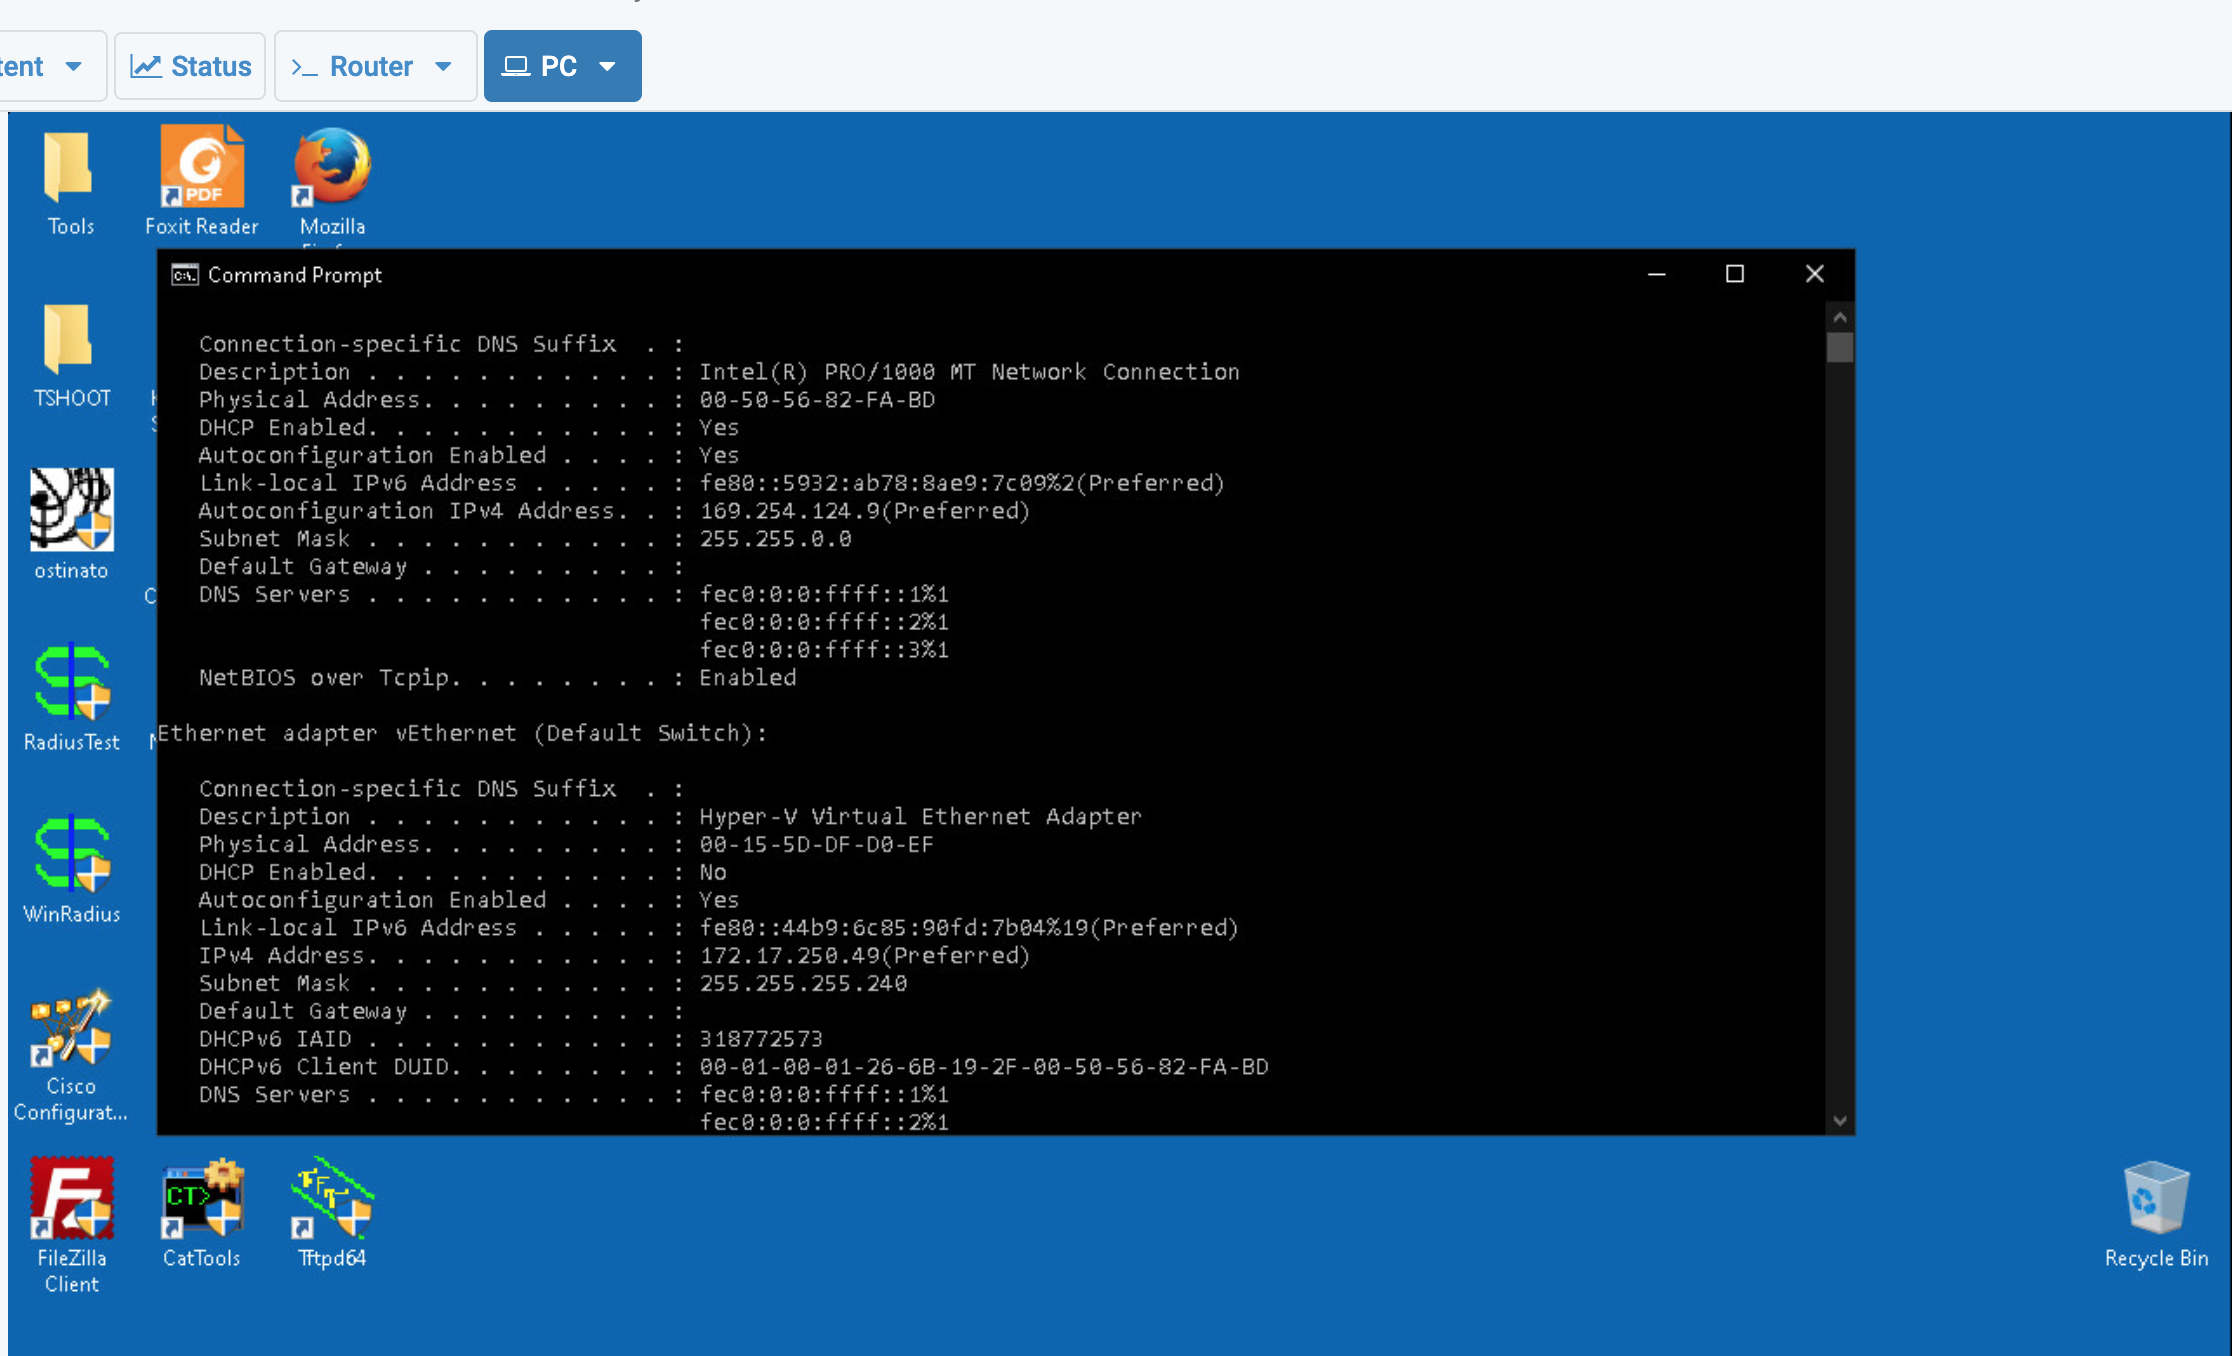 Status
Router
PC
Tools
Foxit Reader
Mozilla
PDF
TSHOOT
ostinato
RadiusTest
WinRadius
Cisco
Configurat...
FileZilla
Client
CT>
CatTools
Tftpd64
Recycle Bin
Command Prompt
Connection-specific DNS Suffix  . :
Description . . . . . . . . . . . : Intel(R) PRO/1000 MT Network Connection
Physical Address. . . . . . . . . : 00-50-56-82-FA-BD
DHCP Enabled. . . . . . . . . . . : Yes
Autoconfiguration Enabled . . . . : Yes
Link-local IPv6 Address . . . . . : fe80::5932:ab78:8ae9:7c09%2(Preferred)
Autoconfiguration IPv4 Address. . : 169.254.124.9(Preferred)
Subnet Mask . . . . . . . . . . . : 255.255.0.0
Default Gateway . . . . . . . . . :
DNS Servers . . . . . . . . . . . : fec0:0:0:ffff::1%1
fec0:0:0:ffff::2%1
fec0:0:0:ffff::3%1
NetBIOS over Tcpip. . . . . . . . : Enabled
Ethernet adapter vEthernet (Default Switch):
Connection-specific DNS Suffix  . :
Description . . . . . . . . . . . : Hyper-V Virtual Ethernet Adapter
Physical Address. . . . . . . . . : 00-15-5D-DF-D0-EF
DHCP Enabled. . . . . . . . . . . : No
Autoconfiguration Enabled . . . . : Yes
Link-local IPv6 Address . . . . . : fe80::44b9:6c85:90fd:7b04%19(Preferred)
IPv4 Address. . . . . . . . . . . : 172.17.250.49(Preferred)
Subnet Mask . . . . . . . . . . . : 255.255.255.240
Default Gateway . . . . . . . . . :
DHCPv6 IAID . . . . . . . . . . . : 318772573
DHCPv6 Client DUID. . . . . . . . : 00-01-00-01-26-6B-19-2F-00-50-56-82-FA-BD
DNS Servers . . . . . . . . . . . : fec0:0:0:ffff::1%1
fec0:0:0:ffff::2%1